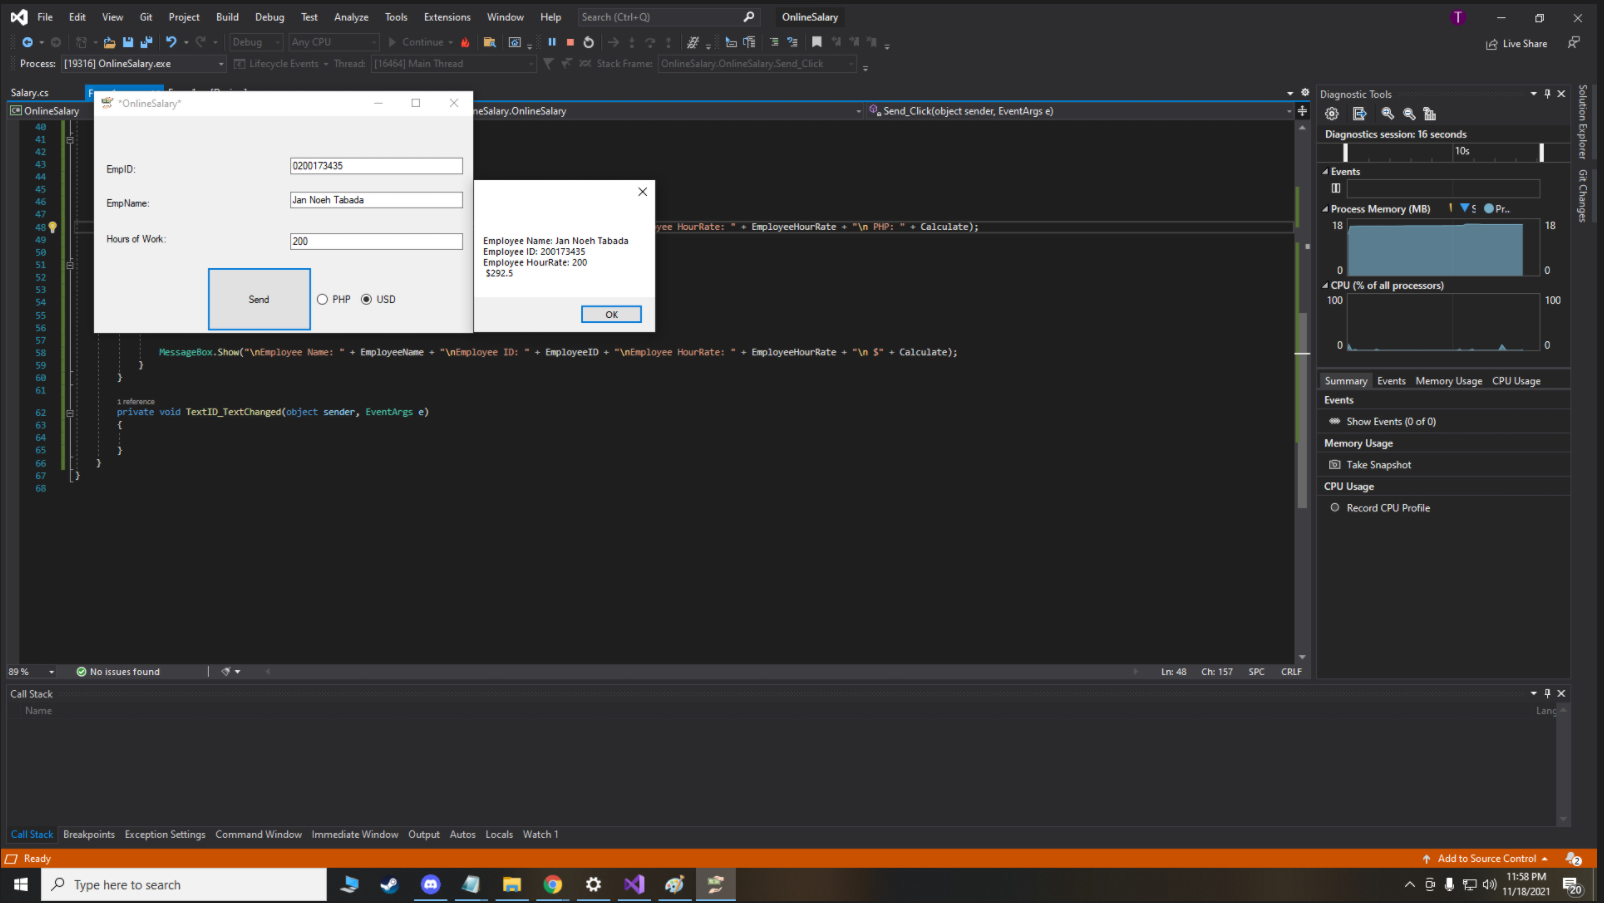 File Edit View Git Project Build Debug Test Analyze Tools Extensions Window Help Search (Ctrl+Q) OnlineSalary T
Debug Any CPU Continue Live Share
Process: [19316] OnlineSalary.exe Lifecycle Events Thread: [16464] Main Thread Stack Frame: OnlineSalary.OnlineSalary.Send_Click
Salary.cs
OnlineSalary
Salary.OnlineSalary
Send_Click(object sender, EventArgs e)
*OnlineSalary*
EmpID: 0200173435
EmpName: Jan Noeh Tabada
Hours of Work: 200
Send PHP USD
Employee Name: Jan Noeh Tabada
Employee ID: 200173435
Employee HourRate: 200
$292.5
OK
40
41
42
43
44
45
46
47
48 HourRate: " + EmployeeHourRate + "\n PHP: " + Calculate);
49
50
51
52
53
54
55
56
57
58 MessageBox.Show("\nEmployee Name: " + EmployeeName + "\nEmployee ID: " + EmployeeID + "\nEmployee HourRate: " + EmployeeHourRate + "\n $" + Calculate);
59 }
60 }
61
1 reference
62 private void TextID_TextChanged(object sender, EventArgs e)
63 {
64
65 }
66 }
67 }
68
89 % No issues found Ln: 48 Ch: 157 SPC CRLF
Diagnostic Tools
Diagnostics session: 16 seconds
10s
Events
Process Memory (MB) S Pr..
18 18
0 0
CPU (% of all processors)
100 100
0 0
Summary Events Memory Usage CPU Usage
Events
Show Events (0 of 0)
Memory Usage
Take Snapshot
CPU Usage
Record CPU Profile
Solution Explorer
Git Changes
Call Stack
Name Lang
Call Stack Breakpoints Exception Settings Command Window Immediate Window Output Autos Locals Watch 1
Ready Add to Source Control 2
Type here to search
11:58 PM
11/18/2021
20